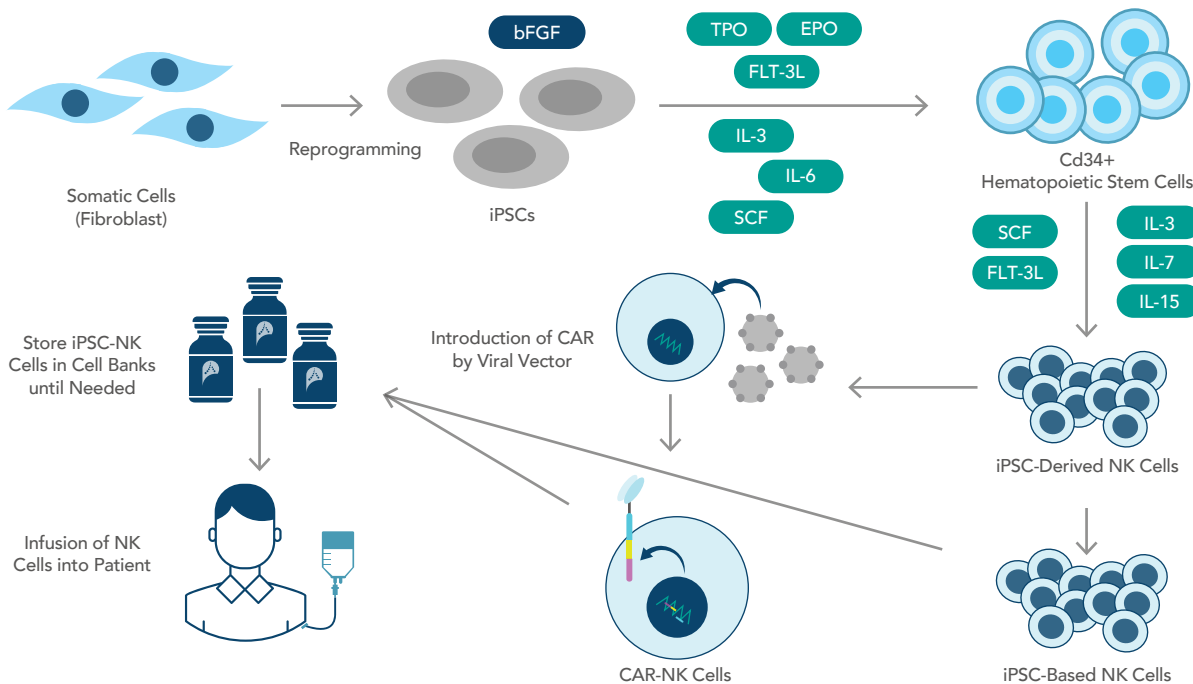 bFGF
TPO
EPO
FLT-3L
Reprogramming
IL-3
IL-6
SCF
Somatic Cells
(Fibroblast)
iPSCs
Cd34+
Hematopoietic Stem Cells
SCF
FLT-3L
IL-3
IL-7
IL-15
Store iPSC-NK
Cells in Cell Banks
until Needed
Introduction of CAR
by Viral Vector
iPSC-Derived NK Cells
Infusion of NK
Cells into Patient
CAR-NK Cells
iPSC-Based NK Cells